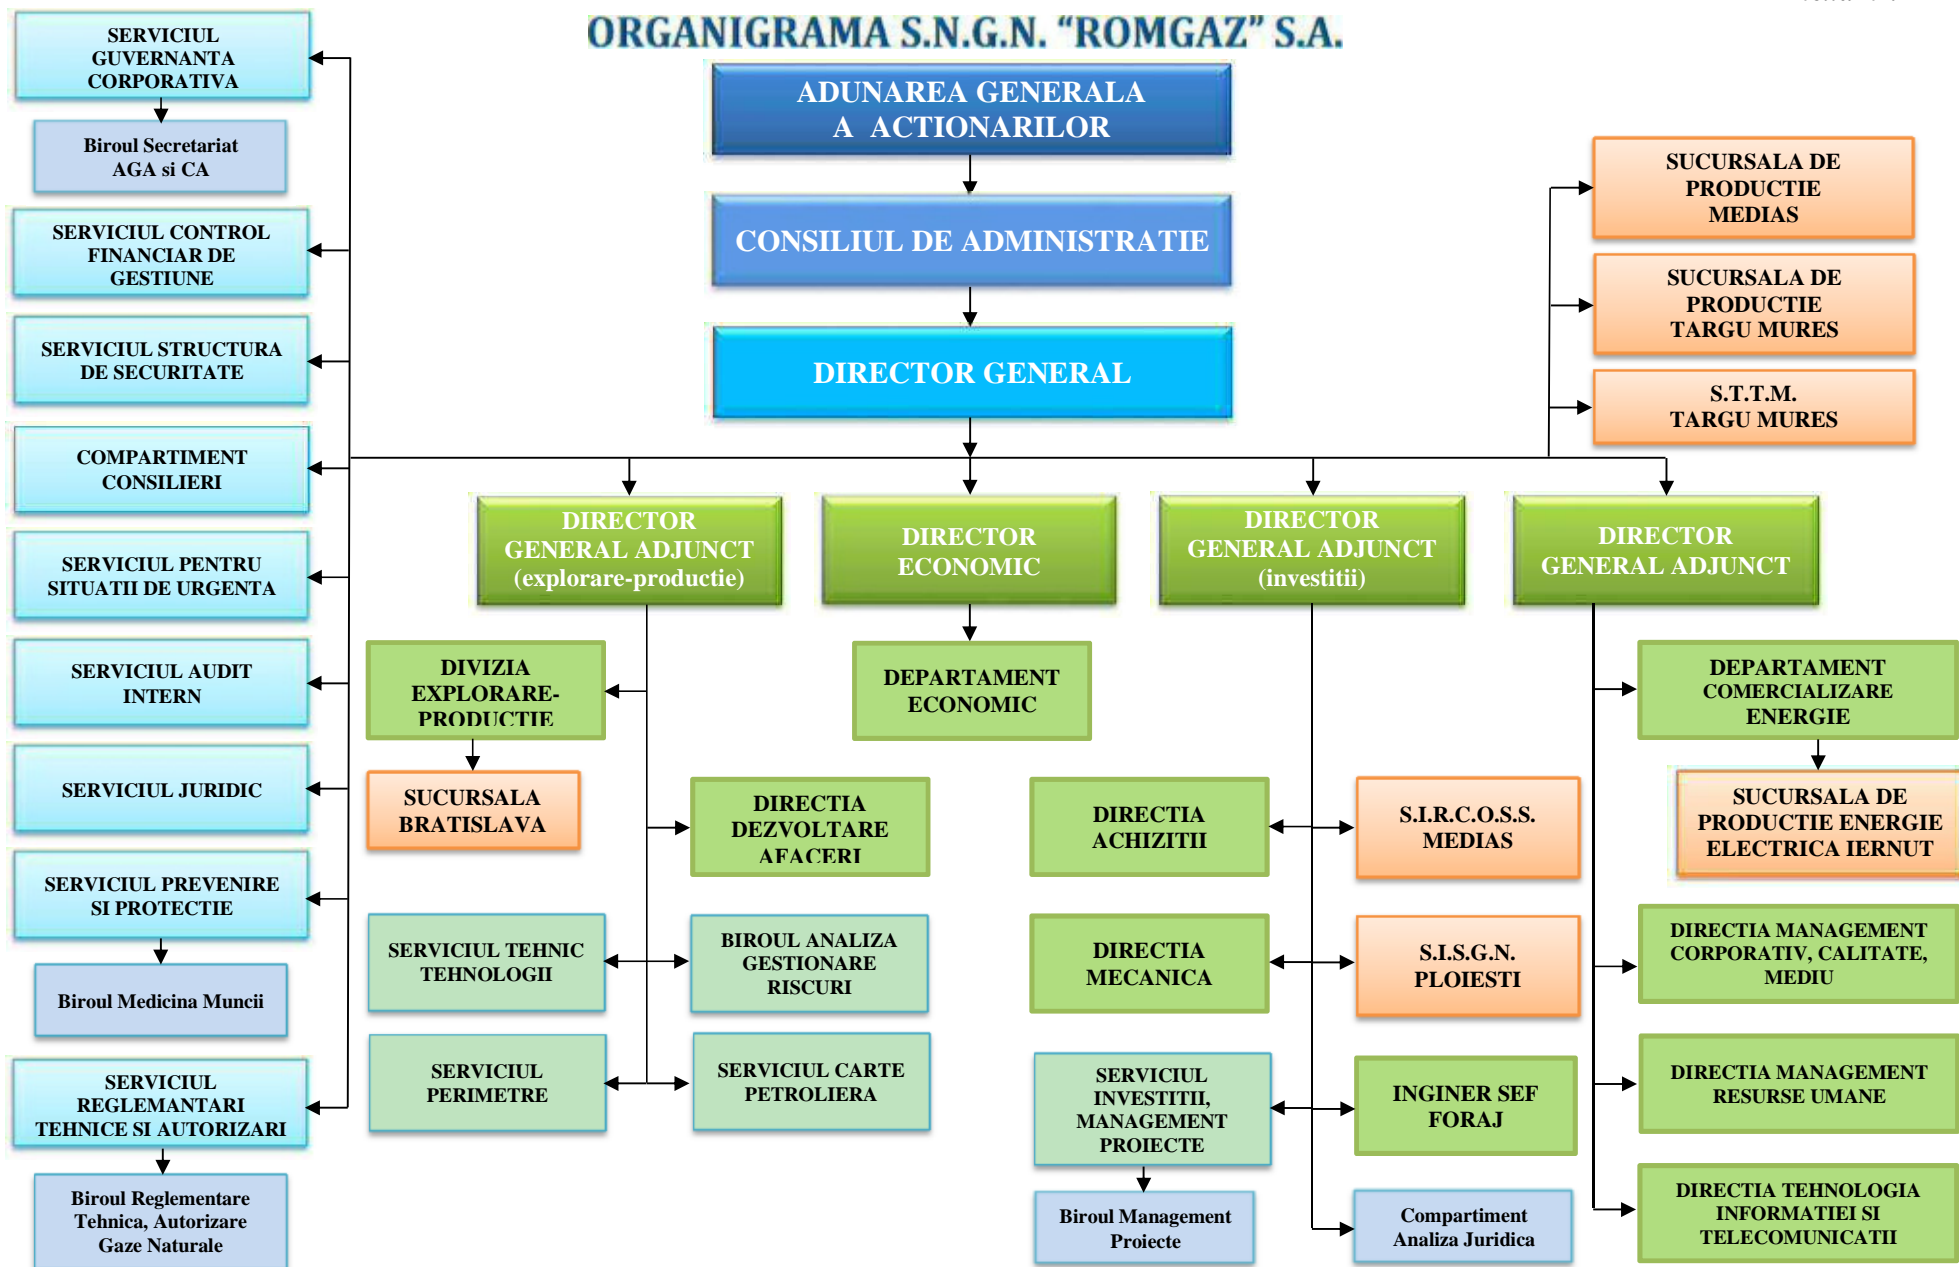 ORGANIGRAMA S.N.G.N. “ROMGAZ” S.A.
ADUNAREA GENERALA
A ACTIONARILOR
CONSILIUL DE ADMINISTRATIE
DIRECTOR GENERAL
SERVICIUL
GUVERNANTA
CORPORATIVA
Biroul Secretariat
AGA si CA
SERVICIUL CONTROL
FINANCIAR DE
GESTIUNE
SERVICIUL STRUCTURA
DE SECURITATE
COMPARTIMENT
CONSILIERI
SERVICIUL PENTRU
SITUATII DE URGENTA
SERVICIUL AUDIT
INTERN
SERVICIUL JURIDIC
SERVICIUL PREVENIRE
SI PROTECTIE
Biroul Medicina Muncii
SERVICIUL
REGLEMANTARI
TEHNICE SI AUTORIZARI
Biroul Reglementare
Tehnica, Autorizare
Gaze Naturale
SUCURSALA DE
PRODUCTIE
MEDIAS
SUCURSALA DE
PRODUCTIE
TARGU MURES
S.T.T.M.
TARGU MURES
DIRECTOR
GENERAL ADJUNCT
(explorare-productie)
DIVIZIA
EXPLORARE-
PRODUCTIE
SUCURSALA
BRATISLAVA
DIRECTIA
DEZVOLTARE
AFACERI
SERVICIUL TEHNIC
TEHNOLOGII
BIROUL ANALIZA
GESTIONARE
RISCURI
SERVICIUL
PERIMETRE
SERVICIUL CARTE
PETROLIERA
DIRECTOR
ECONOMIC
DEPARTAMENT
ECONOMIC
DIRECTOR
GENERAL ADJUNCT
(investitii)
DIRECTIA
ACHIZITII
S.I.R.C.O.S.S.
MEDIAS
DIRECTIA
MECANICA
S.I.S.G.N.
PLOIESTI
SERVICIUL
INVESTITII,
MANAGEMENT
PROIECTE
INGINER SEF
FORAJ
Biroul Management
Proiecte
Compartiment
Analiza Juridica
DIRECTOR
GENERAL ADJUNCT
DEPARTAMENT
COMERCIALIZARE
ENERGIE
SUCURSALA DE
PRODUCTIE ENERGIE
ELECTRICA IERNUT
DIRECTIA MANAGEMENT
CORPORATIV, CALITATE,
MEDIU
DIRECTIA MANAGEMENT
RESURSE UMANE
DIRECTIA TEHNOLOGIA
INFORMATIEI SI
TELECOMUNICATII